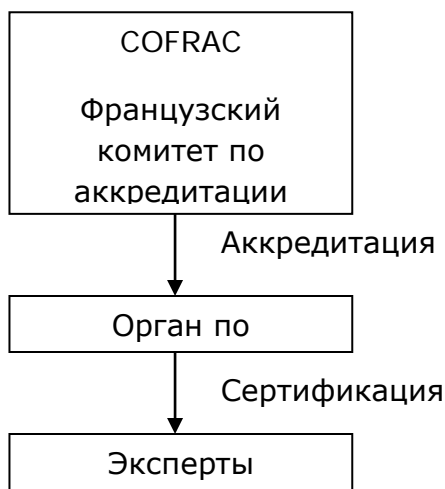 COFRAC
Французский
комитет по
аккредитации
Аккредитация
Орган по
Сертификация
Эксперты